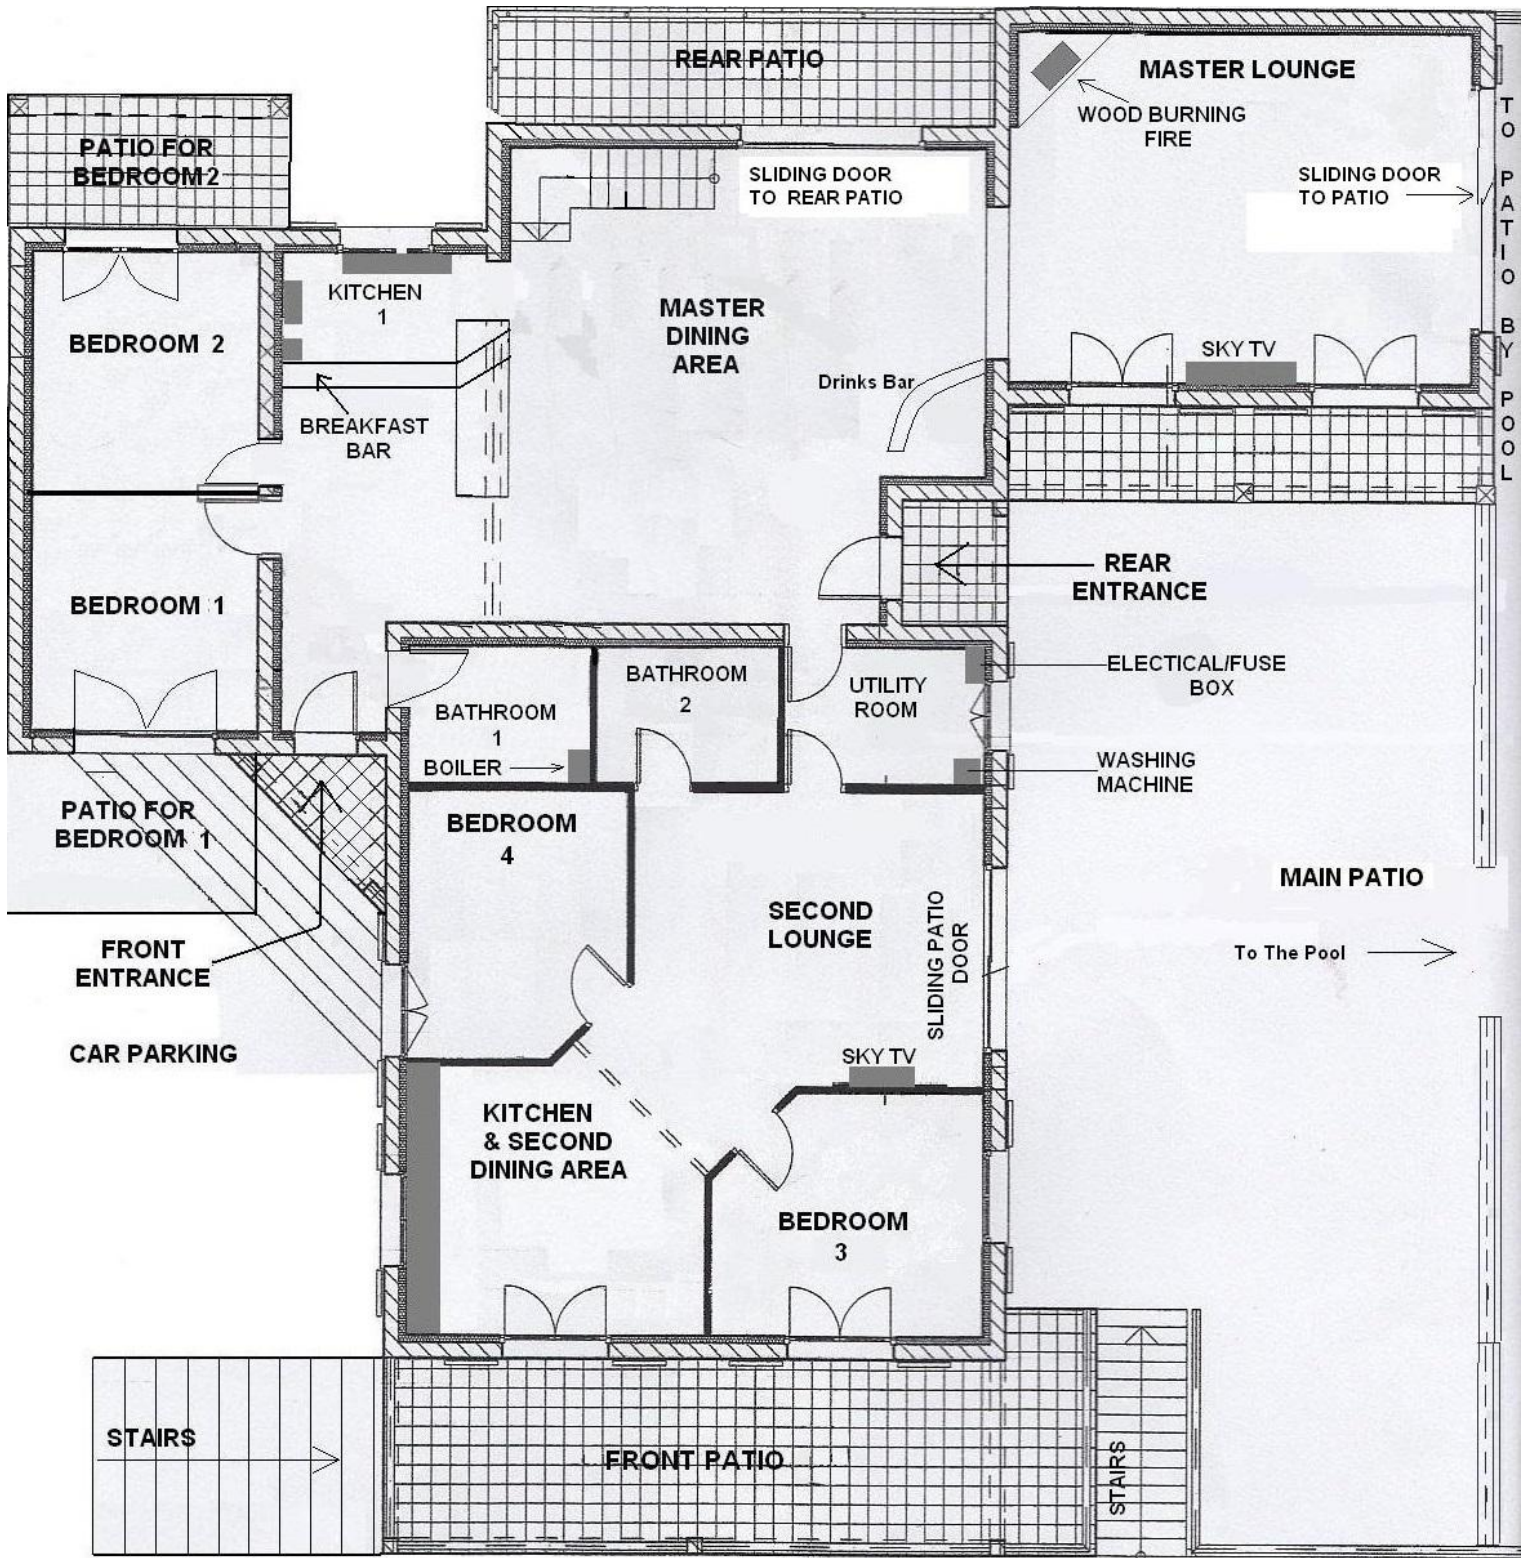 REAR PATIO
MASTER LOUNGE
WOOD BURNING
FIRE
SLIDING DOOR
TO PATIO
TO PATIO BY POOL
PATIO FOR
BEDROOM 2
SLIDING DOOR
TO REAR PATIO
KITCHEN
1
BEDROOM 2
MASTER
DINING
AREA
SKY TV
Drinks Bar
BREAKFAST
BAR
BEDROOM 1
REAR
ENTRANCE
BATHROOM
1
BOILER
BATHROOM
2
UTILITY
ROOM
ELECTICAL/FUSE
BOX
WASHING
MACHINE
PATIO FOR
BEDROOM 1
BEDROOM
4
MAIN PATIO
SECOND
LOUNGE
SLIDING PATIO
DOOR
FRONT
ENTRANCE
To The Pool
CAR PARKING
SKY TV
KITCHEN
& SECOND
DINING AREA
BEDROOM
3
STAIRS
FRONT PATIO
STAIRS